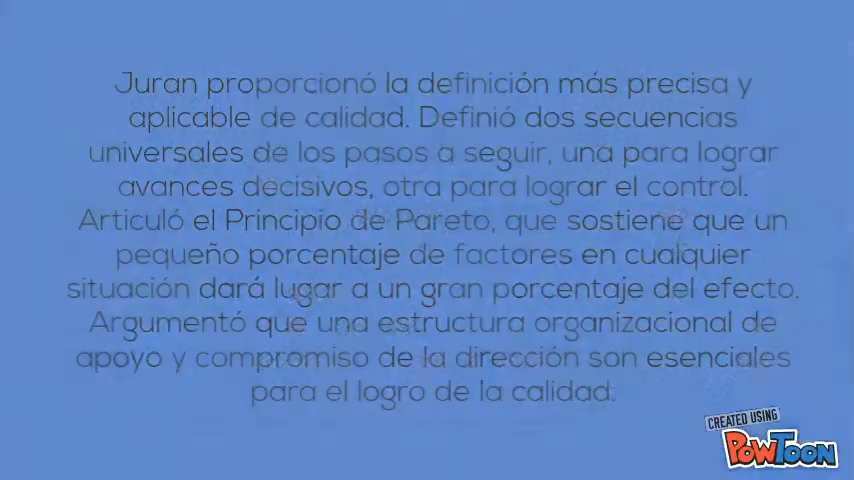 Juran proporcionó la definición más precisa y
aplicable de calidad. Definió dos secuencias
universales de los pasos a seguir, una para lograr
avances decisivos, otra para lograr el control.
Articuló el Principio de Pareto, que sostiene que un
pequeño porcentaje de factores en cualquier
situación dará lugar a un gran porcentaje del efecto.
Argumentó que una estructura organizacional de
apoyo y compromiso de la dirección son esenciales
para el logro de la calidad.
CREATED USING
POWTOON